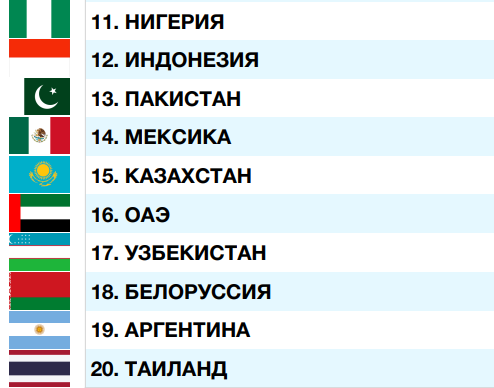 11. НИГЕРИЯ
12. ИНДОНЕЗИЯ
13. ПАКИСТАН
14. МЕКСИКА
15. КАЗАХСТАН
16. ОАЭ
17. УЗБЕКИСТАН
18. БЕЛОРУССИЯ
19. АРГЕНТИНА
20. ТАИЛАНД